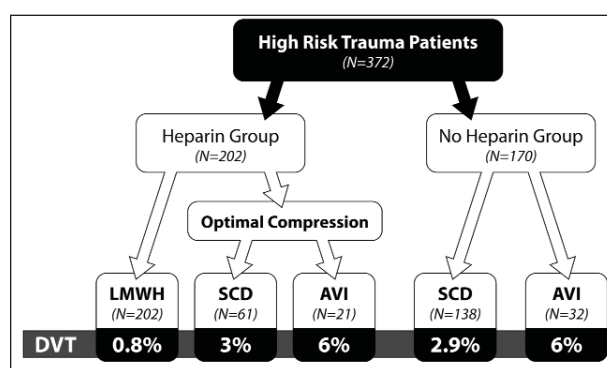 High Risk Trauma Patients
(N=372)
Heparin Group
(N=202)
No Heparin Group
(N=170)
Optimal Compression
LMWH
(N=202)
SCD
(N=61)
AVI
(N=21)
SCD
(N=138)
AVI
(N=32)
DVT 0.8% 3% 6% 2.9% 6%